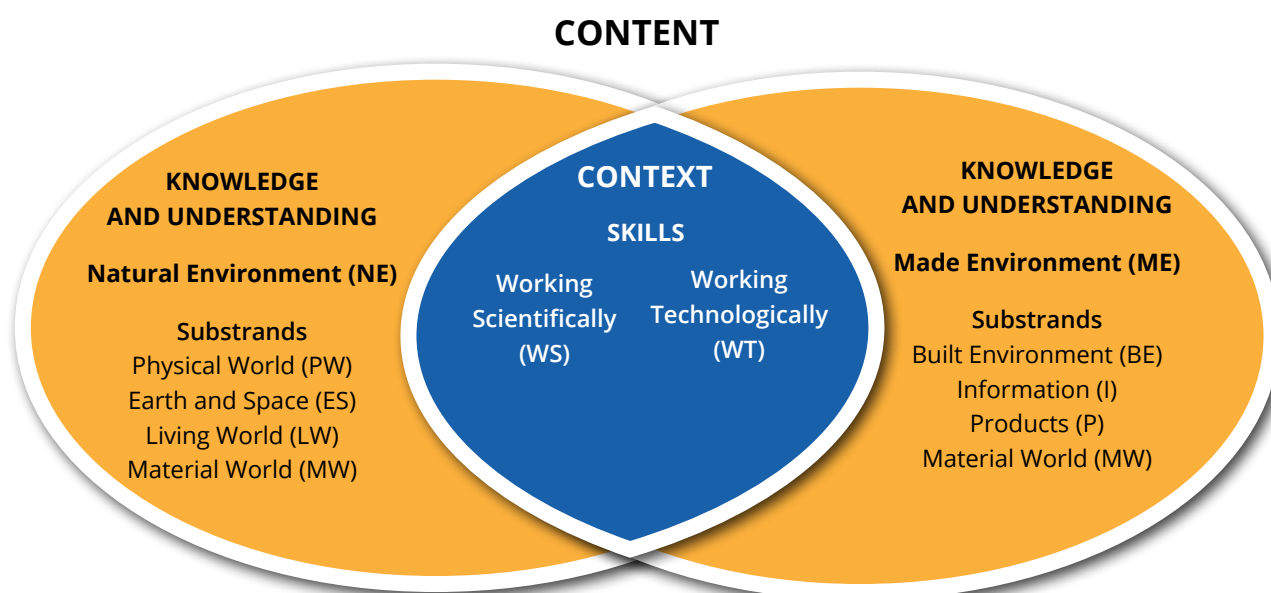 CONTENT
KNOWLEDGE
AND UNDERSTANDING
Natural Environment (NE)
Substrands
Physical World (PW)
Earth and Space (ES)
Living World (LW)
Material World (MW)
CONTEXT
SKILLS
Working
Scientifically
(WS)
Working
Technologically
(WT)
KNOWLEDGE
AND UNDERSTANDING
Made Environment (ME)
Substrands
Built Environment (BE)
Information (I)
Products (P)
Material World (MW)